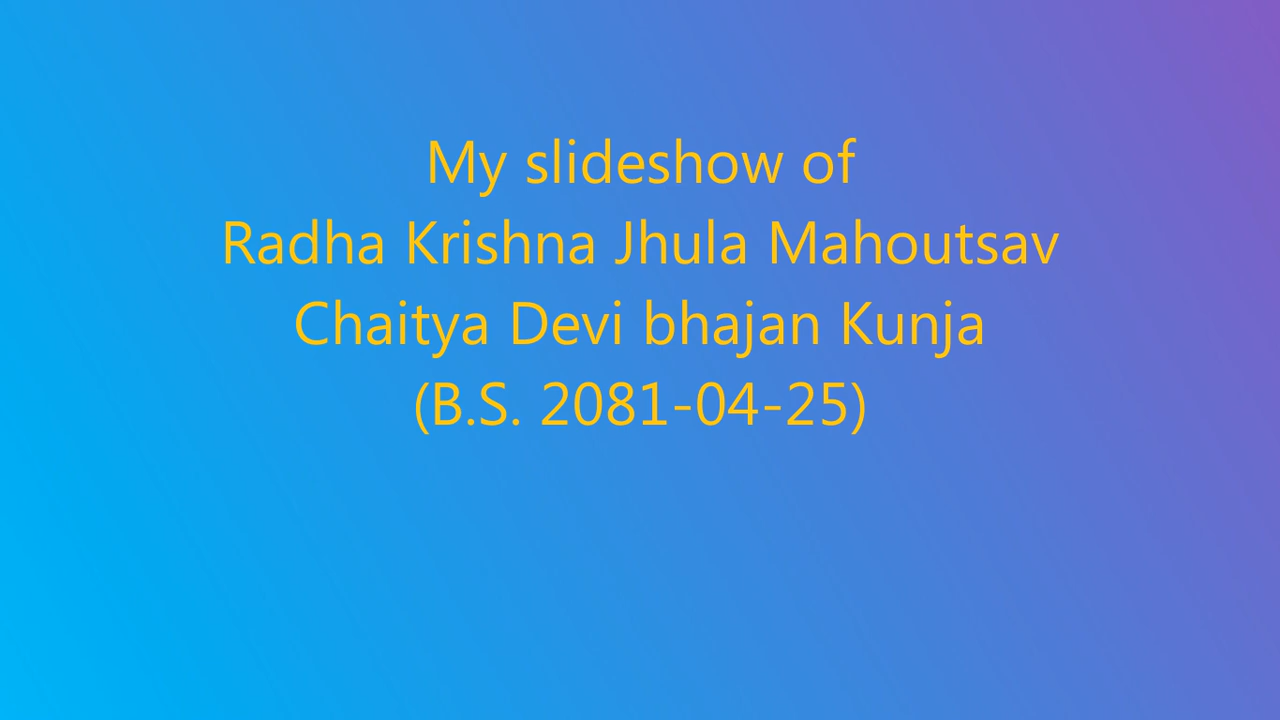 My slideshow of
Radha Krishna Jhula Mahoutsav
Chaitya Devi bhajan Kunja
(B.S. 2081-04-25)